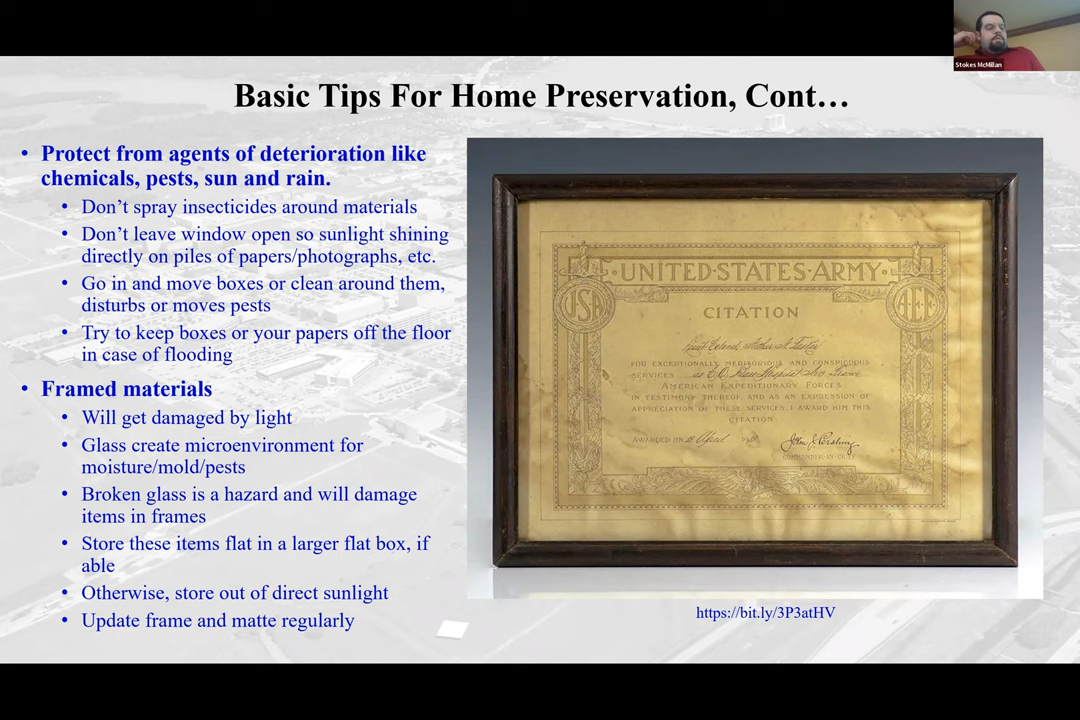 Stokes McMillan
Basic Tips For Home Preservation, Cont…
• Protect from agents of deterioration like
chemicals, pests, sun and rain.
• Don’t spray insecticides around materials
• Don’t leave window open so sunlight shining
directly on piles of papers/photographs, etc.
• Go in and move boxes or clean around them,
disturbs or moves pests
• Try to keep boxes or your papers off the floor
in case of flooding
• Framed materials
• Will get damaged by light
• Glass create microenvironment for
moisture/mold/pests
• Broken glass is a hazard and will damage
items in frames
• Store these items flat in a larger flat box, if
able
• Otherwise, store out of direct sunlight
• Update frame and matte regularly
·UNITED·STATES·ARMY·
USA
AEF
CITATION
FOR EXCEPTIONALLY MERITORIOUS AND CONSPICUOUS
SERVICES
AMERICAN EXPEDITIONARY FORCES
IN TESTIMONY THEREOF, AND AS AN EXPRESSION OF
APPRECIATION OF THESE SERVICES, I AWARD HIM THIS
CITATION
AWARDED ON April
John J. Pershing
COMMANDER-IN-CHIEF
https://bit.ly/3P3atHV